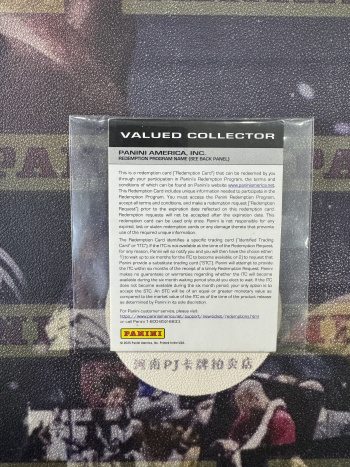 VALUED COLLECTOR
PANINI AMERICA, INC.
REDEMPTION PROGRAM NAME (SEE BACK PANEL)
This is a redemption card ("Redemption Card") that can be redeemed by you
through your participation in Panini's Redemption Program, the terms and
conditions of which can be found on Panini's website www.paniniamerica.net.
This Redemption Card includes unique information needed to participate in the
Redemption Program. You must access the Panini Redemption Program,
accept all terms and conditions, and make a redemption request ("Redemption
Request") prior to the expiration date reflected on this redemption card.
Redemption requests will not be accepted after the expiration date. This
redemption card can be used only once. Panini is not responsible for any
expired, lost or stolen redemption cards or any damage thereto that prevents
use of the required unique information.
The Redemption Card identifies a specific trading card ("Identified Trading
Card" or "ITC"). If the ITC is not available at the time of the Redemption Request,
for any reason, Panini will so notify you and you will then have the choice either
1) to wait up to six months for the ITC to become available or 2) to request that
Panini provide a substitute trading card ("STC"). Panini will attempt to provide
the ITC within six months of the receipt of a timely Redemption Request. Panini
makes no guarantees or warranties regarding whether the ITC will become
available during the six month waiting period should you select to wait. If the ITC
does not become available during the six month period, your only option is to
accept the STC. An STC will be of an equal or greater monetary value as
compared to the market value of the ITC as of the time of the product release
as determined by Panini in its sole discretion.
For Panini customer service, please visit
or call Panini 1-800-852-8833.
PANINI
河南PJ卡牌拍卖店